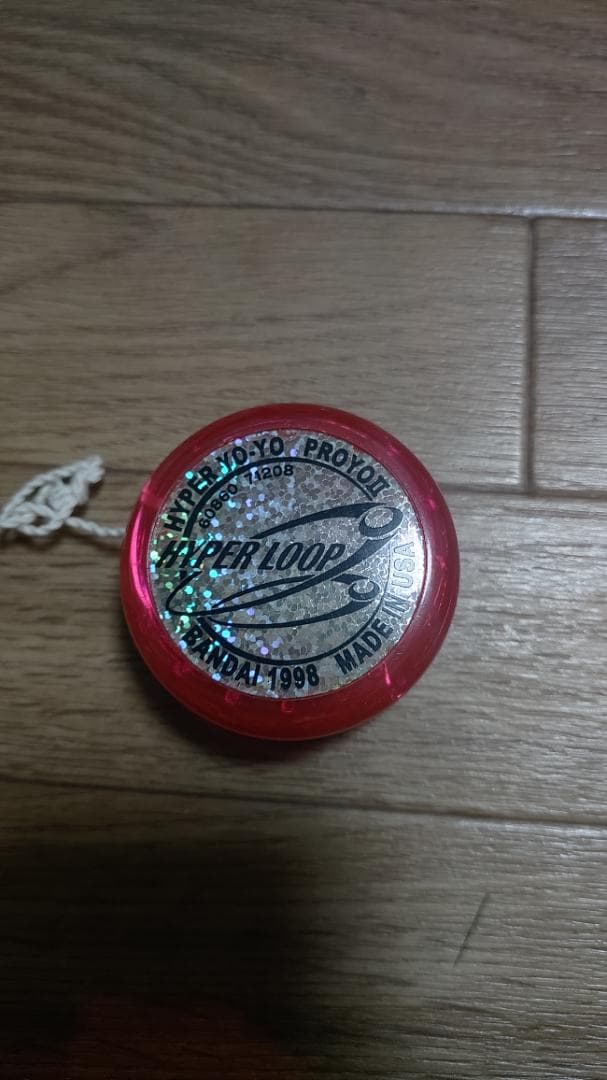 HYPER YO-YO PROYOII
60860 71208
HYPER LOOP
BANDAI 1998 MADE IN USA